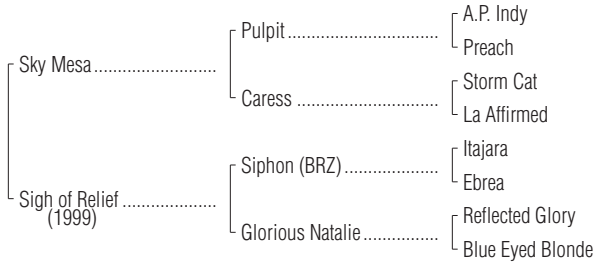 A.P. Indy
Pulpit
Preach
Sky Mesa
Storm Cat
Caress
La Affirmed
Itajara
Siphon (BRZ)
Ebrea
Sigh of Relief
(1999)
Reflected Glory
Glorious Natalie
Blue Eyed Blonde